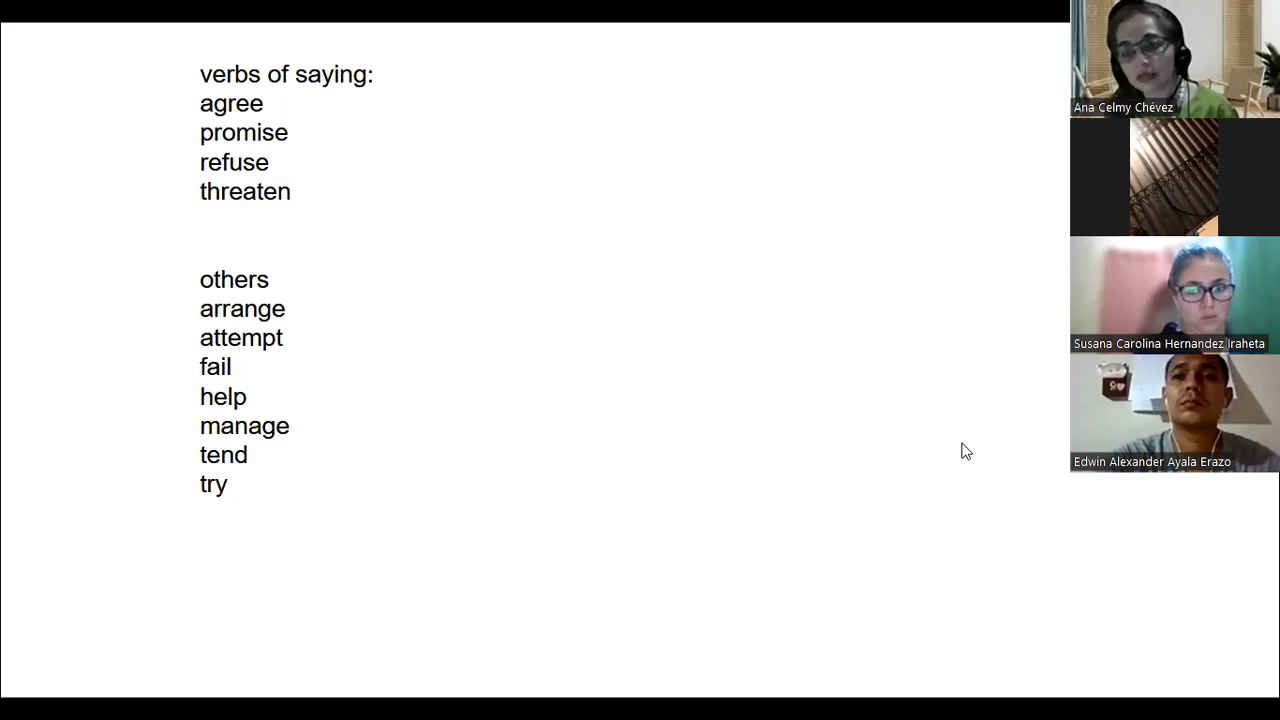 verbs of saying:
agree
promise
refuse
threaten
others
arrange
attempt
fail
help
manage
tend
try
Ana Celmy Chévez
Susana Carolina Hernandez Iraheta
Edwin Alexander Ayala Erazo